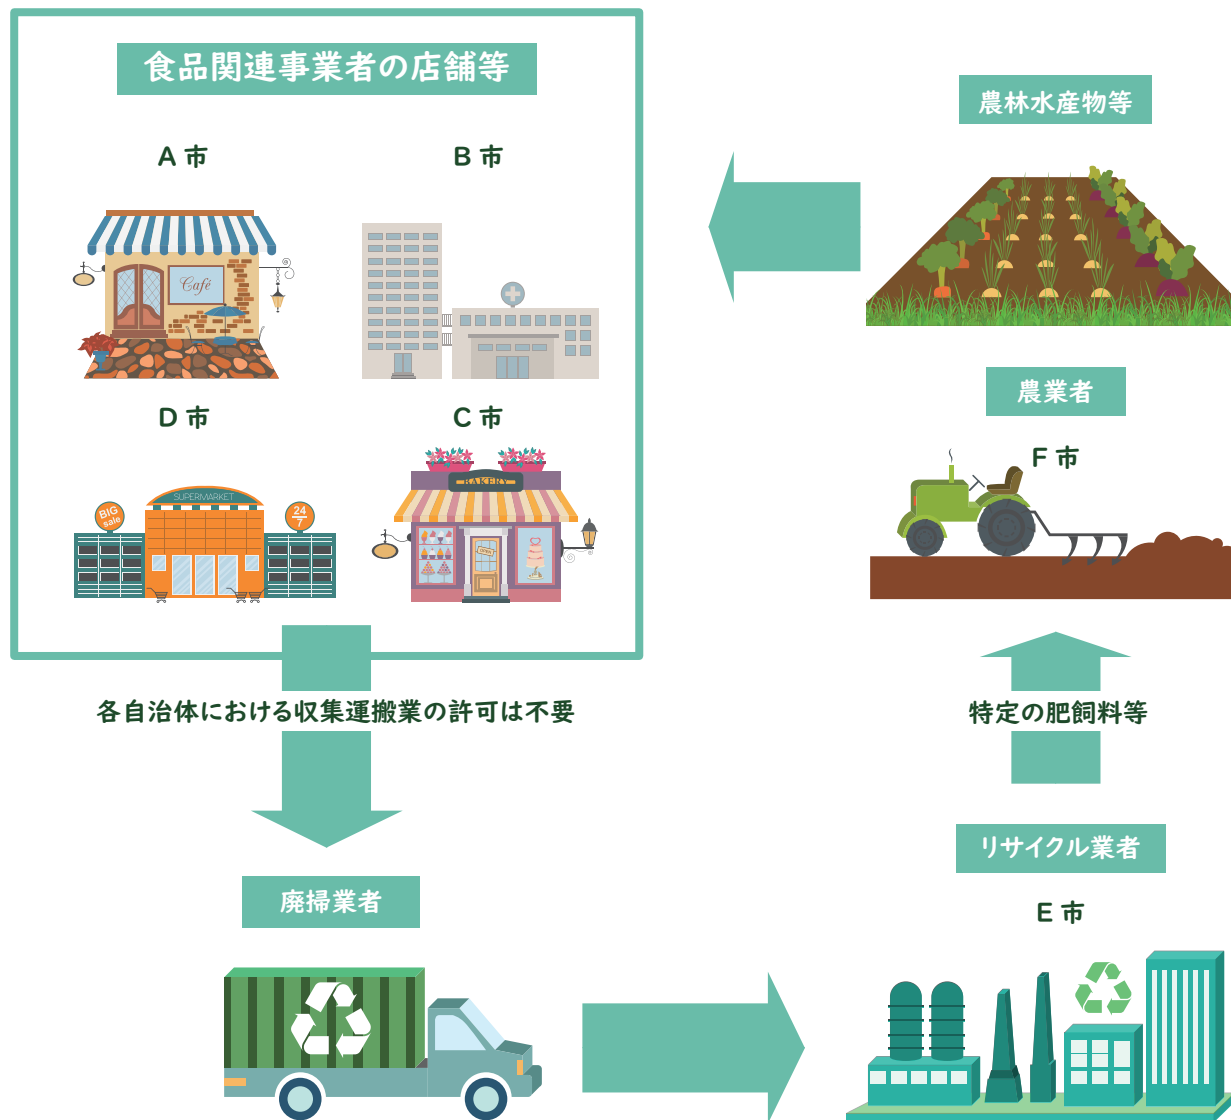 食品関連事業者の店舗等
A 市
B 市
Café
D 市
C 市
BIG
sale
SUPERMARKET
24
7
BAKERY
OPEN
農林水産物等
農業者
F 市
各自治体における収集運搬業の許可は不要
特定の肥飼料等
廃掃業者
リサイクル業者
E 市